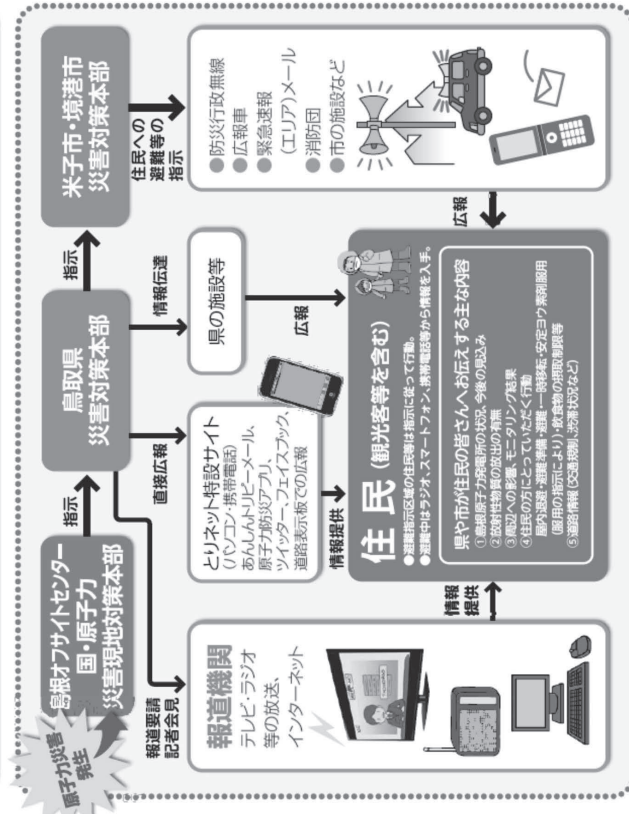 原子力災害
発生
島根オフサイトセンター
国・原子力
災害現地対策本部
指示
鳥取県
災害対策本部
指示
米子市・境港市
災害対策本部
報道要請
記者会見
直接広報
情報伝達
住民への
避難等の
指示
報道機関
テレビ・ラジオ
等の放送、
インターネット
とりネット特設サイト
(パソコン・携帯電話)
あんしんトリピーメール、
原子力防災アプリ、
ツイッター、フェイスブック、
道路表示板での広報
県の施設等
●防災行政無線
●広報車
●緊急速報
(エリア)メール
●消防団
●市の施設など
情報
提供
情報提供
広報
広報
住民(観光客等を含む)
●避難指示区域の住民等は指示に従って行動。
●避難中はラジオ、スマートフォン、携帯電話等から情報を入手。
県や市が住民の皆さんへお伝えする主な内容
①島根原子力発電所の状況、今後の見込み
②放射性物質の放出の有無
③周辺への影響、モニタリング結果
④住民の方にとっていただく行動
屋内退避・避難準備・避難・一時移転・安定ヨウ素剤服用
(服用の指示により)・飲食物の摂取制限等
⑤道路情報(交通規制、渋滞状況など)